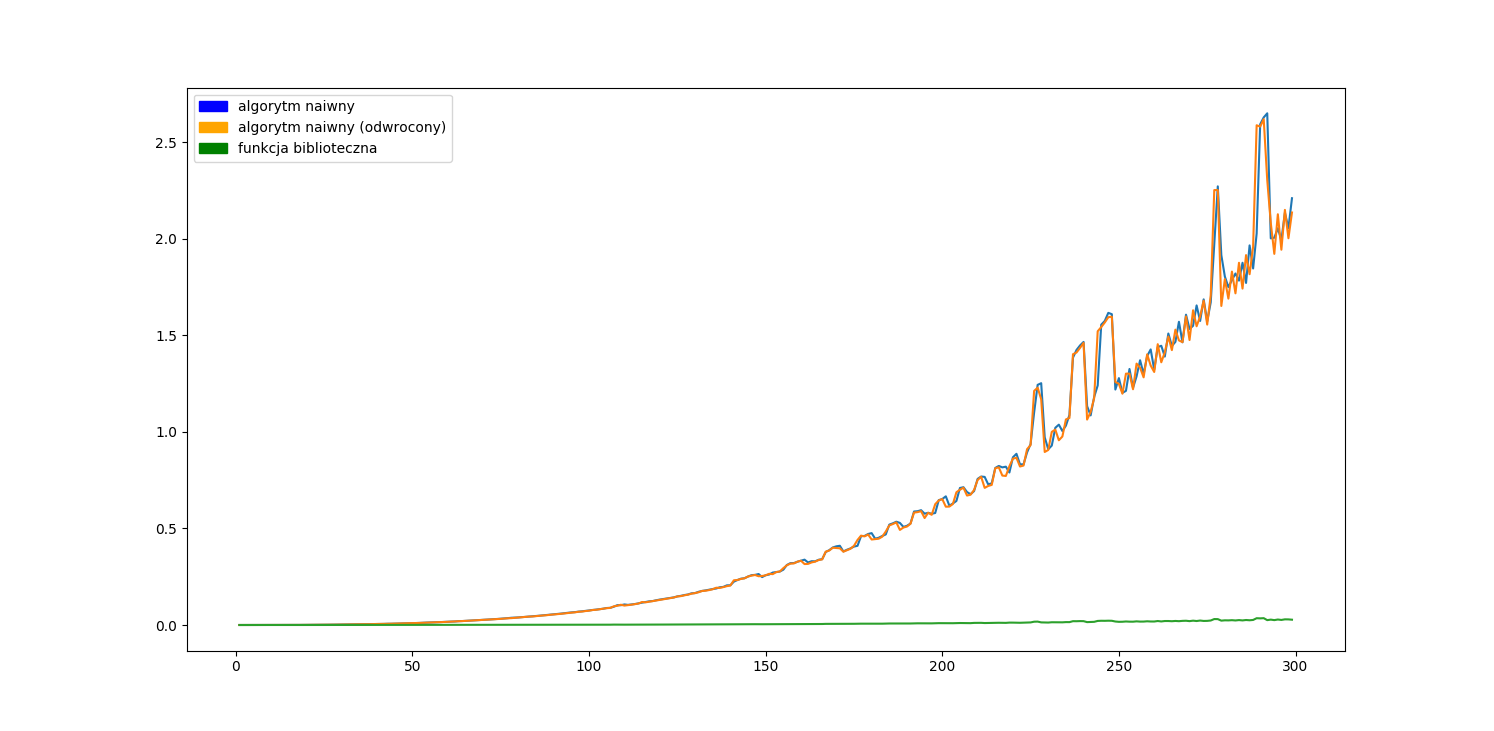 algorytm naiwny
algorytm naiwny (odwrocony)
funkcja biblioteczna
2.5
2.0
1.5
1.0
0.5
0.0
0 50 100 150 200 250 300